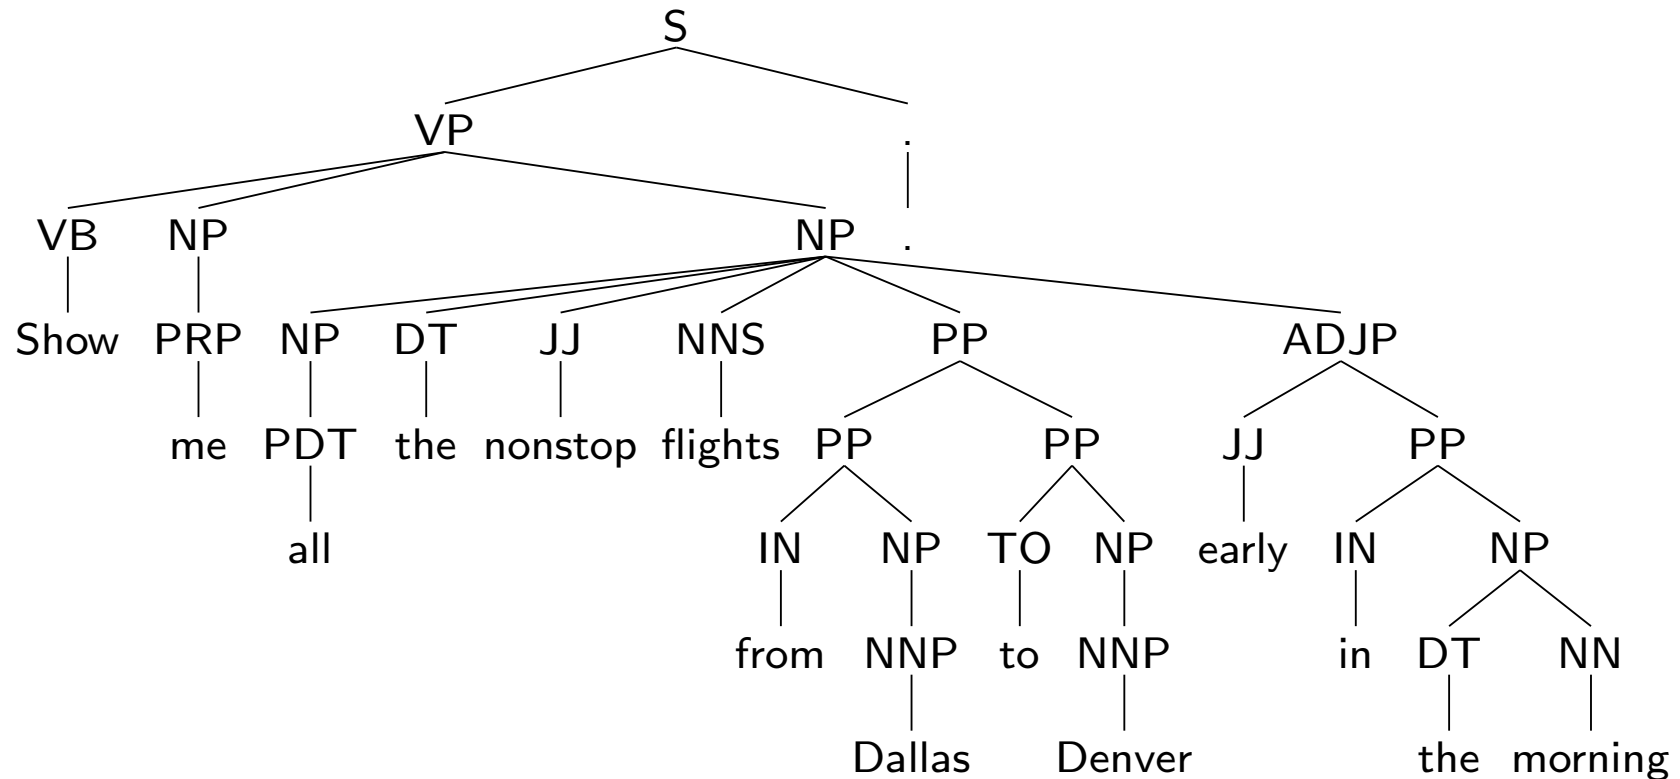 S
VP .
VB NP NP .
Show PRP NP DT JJ NNS PP ADJP
me PDT the nonstop flights PP PP JJ PP
all IN NP TO NP early IN NP
from NNP to NNP in DT NN
Dallas Denver the morning